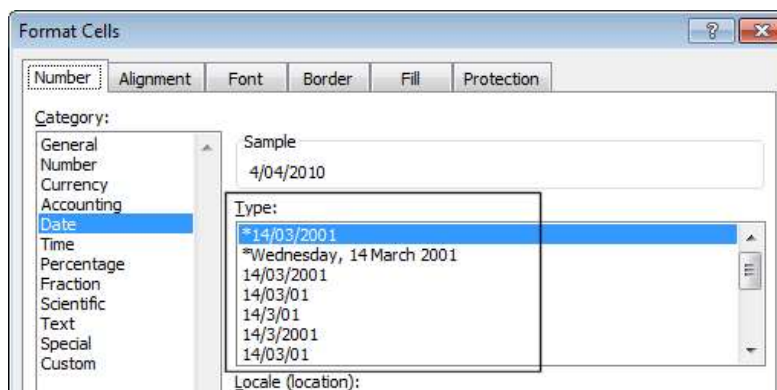 Format Cells
Number Alignment Font Border Fill Protection
Category:
General
Number
Currency
Accounting
Date
Time
Percentage
Fraction
Scientific
Text
Special
Custom
Sample
4/04/2010
Type:
*14/03/2001
*Wednesday, 14 March 2001
14/03/2001
14/03/01
14/3/01
14/3/2001
14/03/01
Locale (location):